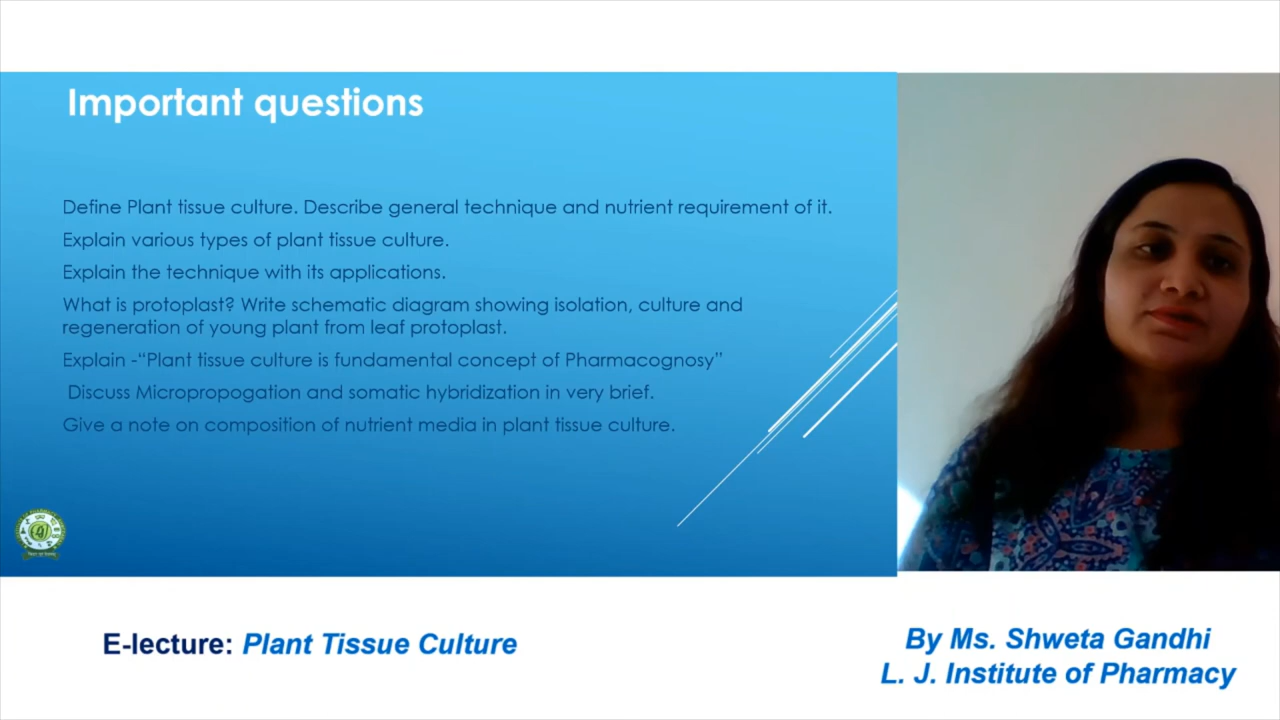 Important questions
Define Plant tissue culture. Describe general technique and nutrient requirement of it.
Explain various types of plant tissue culture.
Explain the technique with its applications.
What is protoplast? Write schematic diagram showing isolation, culture and
regeneration of young plant from leaf protoplast.
Explain -“Plant tissue culture is fundamental concept of Pharmacognosy”
Discuss Micropropogation and somatic hybridization in very brief.
Give a note on composition of nutrient media in plant tissue culture.
E-lecture: Plant Tissue Culture
By Ms. Shweta Gandhi
L. J. Institute of Pharmacy